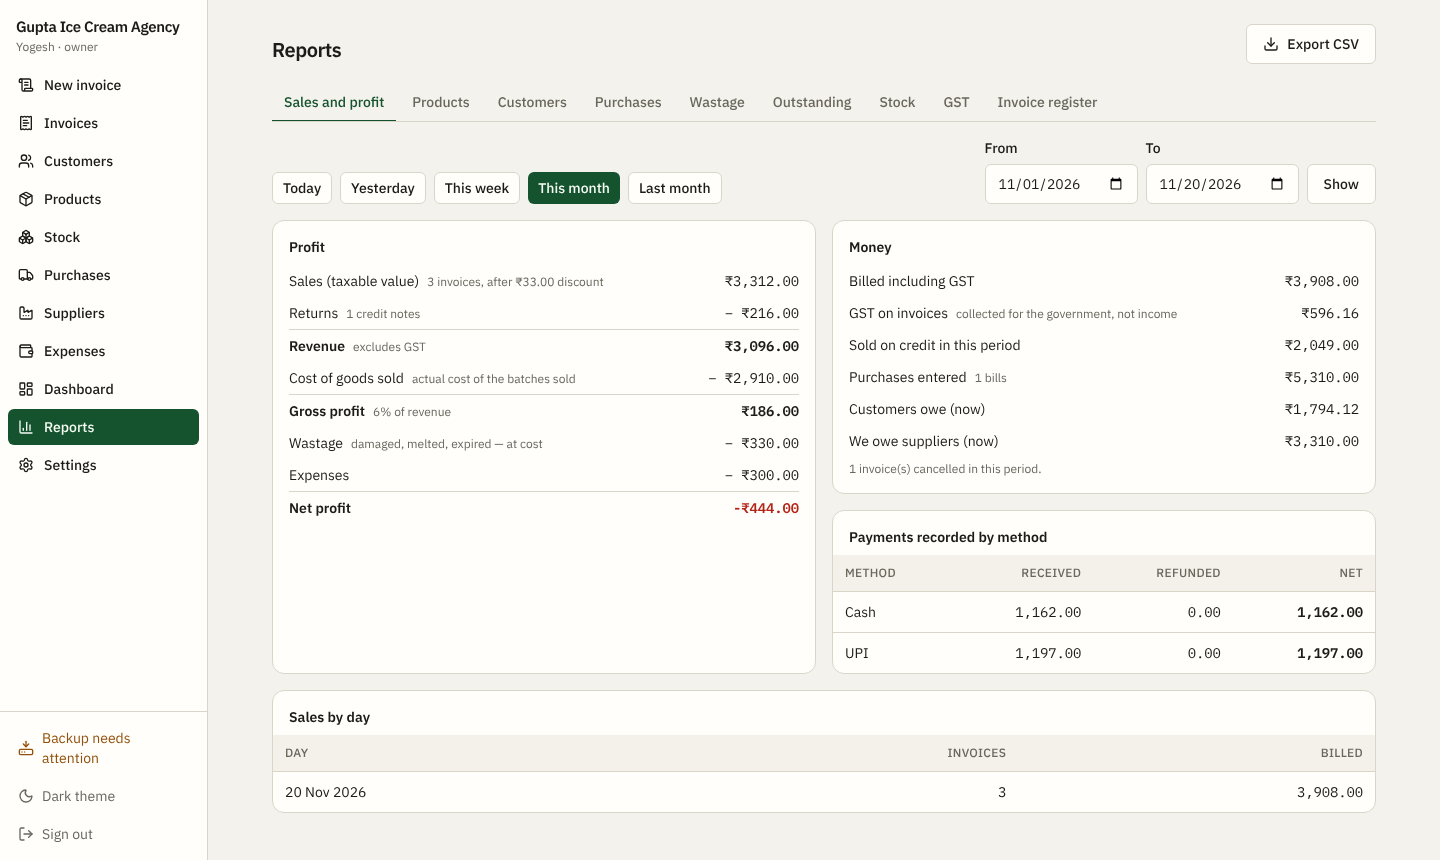 Gupta Ice Cream Agency
Yogesh · owner
New invoice
Invoices
Customers
Products
Stock
Purchases
Suppliers
Expenses
Dashboard
Reports
Settings
Backup needs
attention
Dark theme
Sign out
Reports
Export CSV
Sales and profit Products Customers Purchases Wastage Outstanding Stock GST Invoice register
From To
Today Yesterday This week This month Last month 11/01/2026 11/20/2026 Show
Profit
Sales (taxable value) 3 invoices, after ₹33.00 discount ₹3,312.00
Returns 1 credit notes − ₹216.00
Revenue excludes GST ₹3,096.00
Cost of goods sold actual cost of the batches sold − ₹2,910.00
Gross profit 6% of revenue ₹186.00
Wastage damaged, melted, expired — at cost − ₹330.00
Expenses − ₹300.00
Net profit -₹444.00
Money
Billed including GST ₹3,908.00
GST on invoices collected for the government, not income ₹596.16
Sold on credit in this period ₹2,049.00
Purchases entered 1 bills ₹5,310.00
Customers owe (now) ₹1,794.12
We owe suppliers (now) ₹3,310.00
1 invoice(s) cancelled in this period.
Payments recorded by method
METHOD RECEIVED REFUNDED NET
Cash 1,162.00 0.00 1,162.00
UPI 1,197.00 0.00 1,197.00
Sales by day
DAY INVOICES BILLED
20 Nov 2026 3 3,908.00